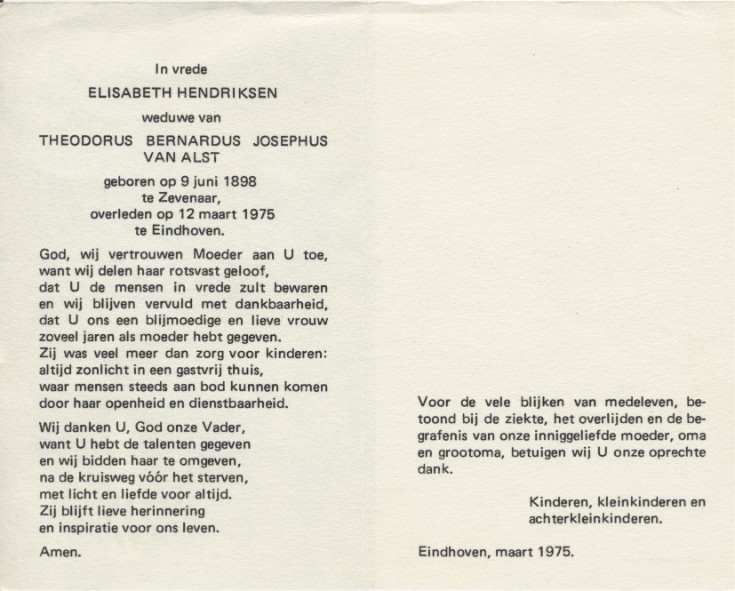 In vrede
ELISABETH HENDRIKSEN
weduwe van
THEODORUS BERNARDUS JOSEPHUS
VAN ALST
geboren op 9 juni 1898
te Zevenaar,
overleden op 12 maart 1975
te Eindhoven.
God, wij vertrouwen Moeder aan U toe,
want wij delen haar rotsvast geloof,
dat U de mensen in vrede zult bewaren
en wij blijven vervuld met dankbaarheid,
dat U ons een blijmoedige en lieve vrouw
zoveel jaren als moeder hebt gegeven.
Zij was veel meer dan zorg voor kinderen:
altijd zonlicht in een gastvrij thuis,
waar mensen steeds aan bod kunnen komen
door haar openheid en dienstbaarheid.
Wij danken U, God onze Vader,
want U hebt de talenten gegeven
en wij bidden haar te omgeven,
na de kruisweg vóór het sterven,
met licht en liefde voor altijd.
Zij blijft lieve herinnering
en inspiratie voor ons leven.
Amen.
Voor de vele blijken van medeleven, be-
toond bij de ziekte, het overlijden en de be-
grafenis van onze inniggeliefde moeder, oma
en grootoma, betuigen wij U onze oprechte
dank.
Kinderen, kleinkinderen en
achterkleinkinderen.
Eindhoven, maart 1975.